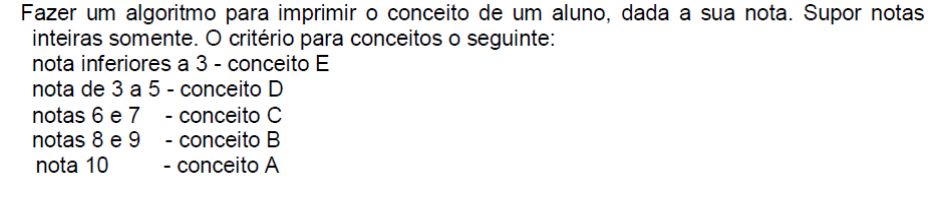 Fazer um algoritmo para imprimir o conceito de um aluno, dada a sua nota. Supor notas
inteiras somente. O critério para conceitos o seguinte:
nota inferiores a 3 - conceito E
nota de 3 a 5 - conceito D
notas 6 e 7 - conceito C
notas 8 e 9 - conceito B
nota 10 - conceito A